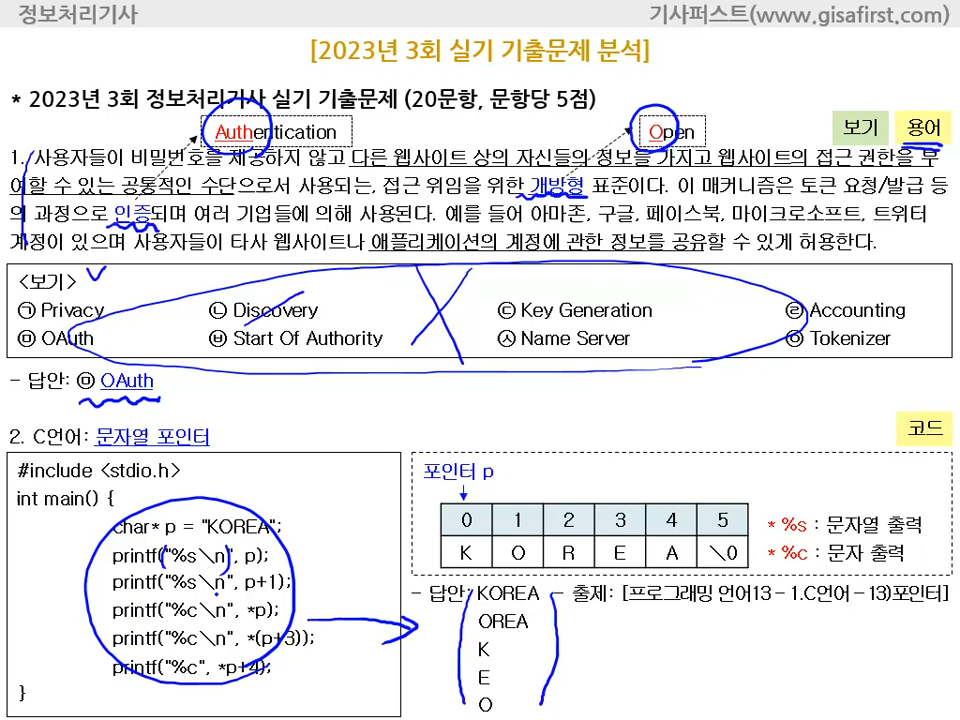 정보처리기사
기사퍼스트(www.gisafirst.com)
[2023년 3회 실기 기출문제 분석]
* 2023년 3회 정보처리기사 실기 기출문제 (20문항, 문항당 5점)
Authentication
Open
보기
용어
1. 사용자들이 비밀번호를 제공하지 않고 다른 웹사이트 상의 자신들의 정보를 가지고 웹사이트의 접근 권한을 부
여할 수 있는 공통적인 수단으로서 사용되는, 접근 위임을 위한 개방형 표준이다. 이 매커니즘은 토큰 요청/발급 등
의 과정으로 인증되며 여러 기업들에 의해 사용된다. 예를 들어 아마존, 구글, 페이스북, 마이크로소프트, 트위터
계정이 있으며 사용자들이 타사 웹사이트나 애플리케이션의 계정에 관한 정보를 공유할 수 있게 허용한다.
<보기>
㉠ Privacy ㉡ Discovery ㉢ Key Generation ㉣ Accounting
㉤ OAuth ㉥ Start Of Authority ㉦ Name Server ㉧ Tokenizer
- 답안: ㉤ OAuth
2. C언어: 문자열 포인터
코드
#include <stdio.h>
int main() {
char* p = "KOREA";
printf("%s\n", p);
printf("%s\n", p+1);
printf("%c\n", *p);
printf("%c\n", *(p+3));
printf("%c", *p+4);
}
포인터 p
0 1 2 3 4 5
K O R E A \0
* %s : 문자열 출력
* %c : 문자 출력
- 답안: KOREA - 출제: [프로그래밍 언어13-1.C언어-13)포인터]
OREA
K
E
O